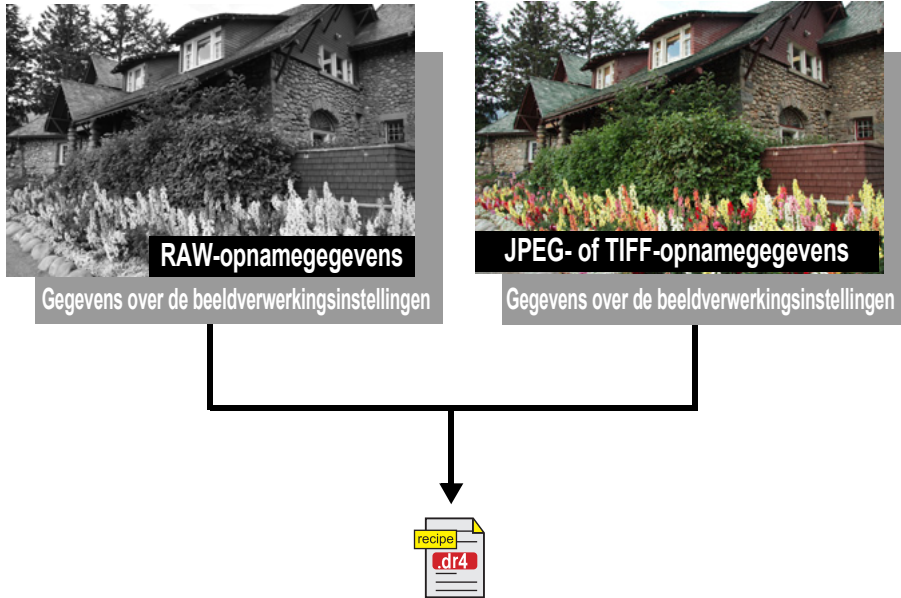 RAW-opnamegegevens
Gegevens over de beeldverwerkingsinstellingen
JPEG- of TIFF-opnamegegevens
Gegevens over de beeldverwerkingsinstellingen
recipe
.dr4